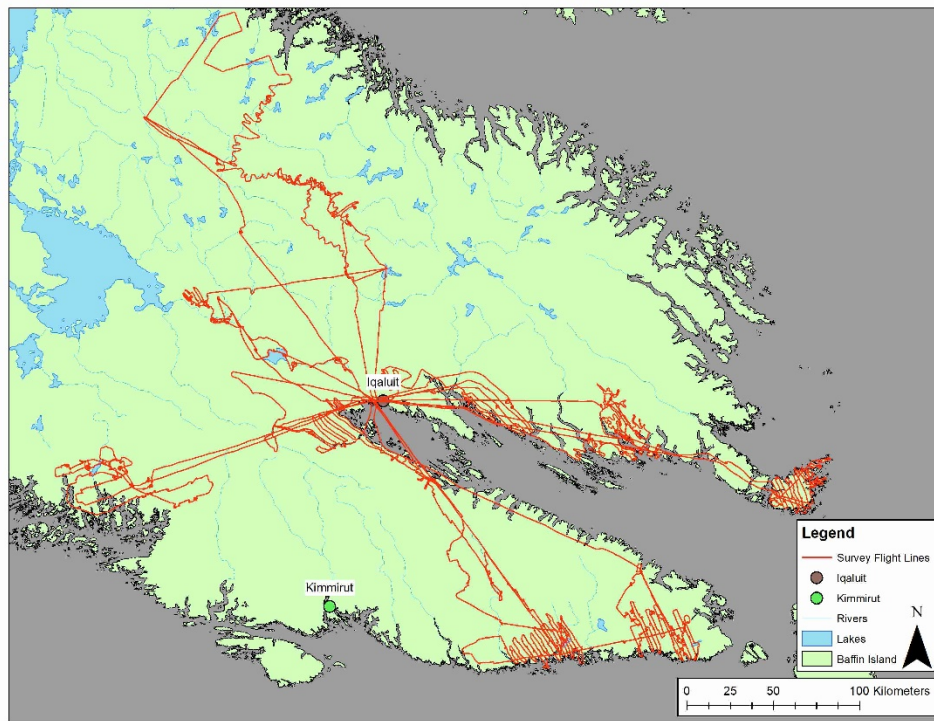 Iqaluit
Kimmirut
Legend
Survey Flight Lines
Iqaluit
Kimmirut
Rivers
Lakes
Baffin Island
N
0 25 50 100 Kilometers